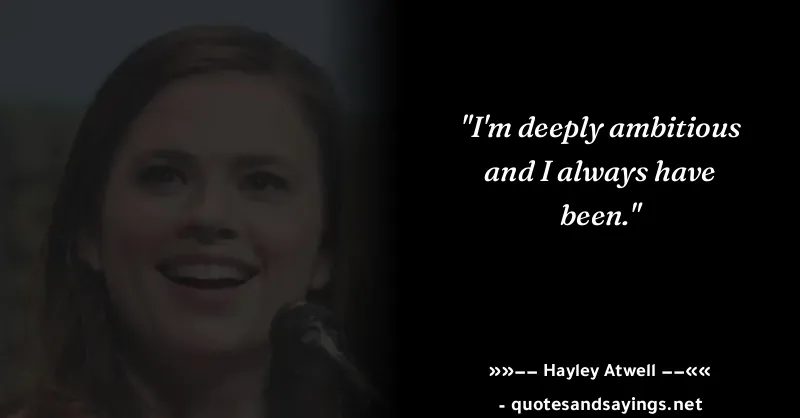 "I'm deeply ambitious
and I always have
been."
»»–– Hayley Atwell ––««
- quotesandsayings.net